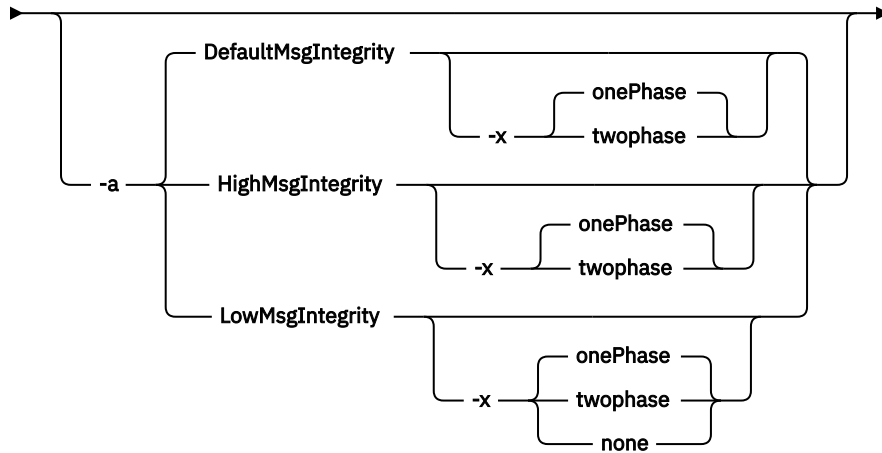 DefaultMsgIntegrity
onePhase
-x twophase
-a HighMsgIntegrity
onePhase
-x twophase
LowMsgIntegrity
onePhase
-x twophase
none